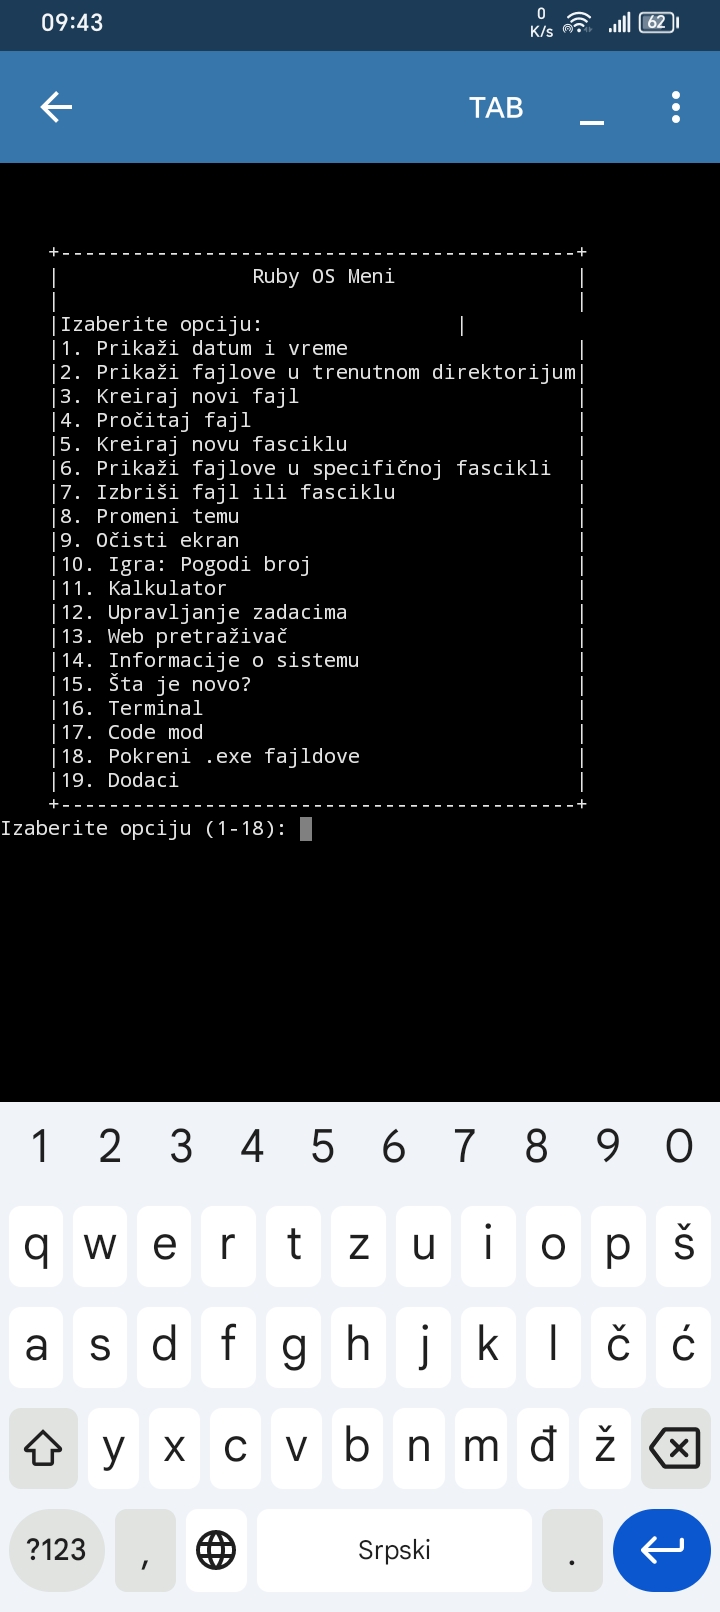 09:43
0
K/s
62
TAB
_
+-------------------------------------------+
| Ruby OS Meni |
| |
|Izaberite opciju: |
|1. Prikaži datum i vreme |
|2. Prikaži fajlove u trenutnom direktorijum|
|3. Kreiraj novi fajl |
|4. Pročitaj fajl |
|5. Kreiraj novu fasciklu |
|6. Prikaži fajlove u specifičnoj fascikli |
|7. Izbriši fajl ili fasciklu |
|8. Promeni temu |
|9. Očisti ekran |
|10. Igra: Pogodi broj |
|11. Kalkulator |
|12. Upravljanje zadacima |
|13. Web pretraživač |
|14. Informacije o sistemu |
|15. Šta je novo? |
|16. Terminal |
|17. Code mod |
|18. Pokreni .exe fajldove |
|19. Dodaci |
+-------------------------------------------+
Izaberite opciju (1-18):
1 2 3 4 5 6 7 8 9 0
q w e r t z u i o p š
a s d f g h j k l č ć
y x c v b n m đ ž
?123 , Srpski .